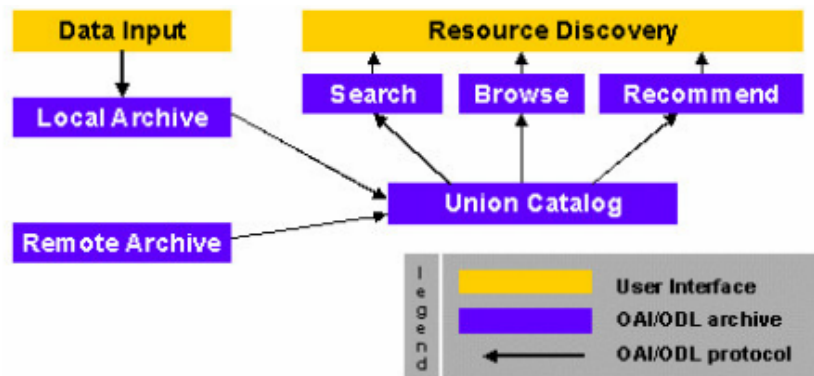 Data Input
Resource Discovery
Search
Browse
Recommend
Local Archive
Union Catalog
Remote Archive
legend
User Interface
OAI/ODL archive
OAI/ODL protocol